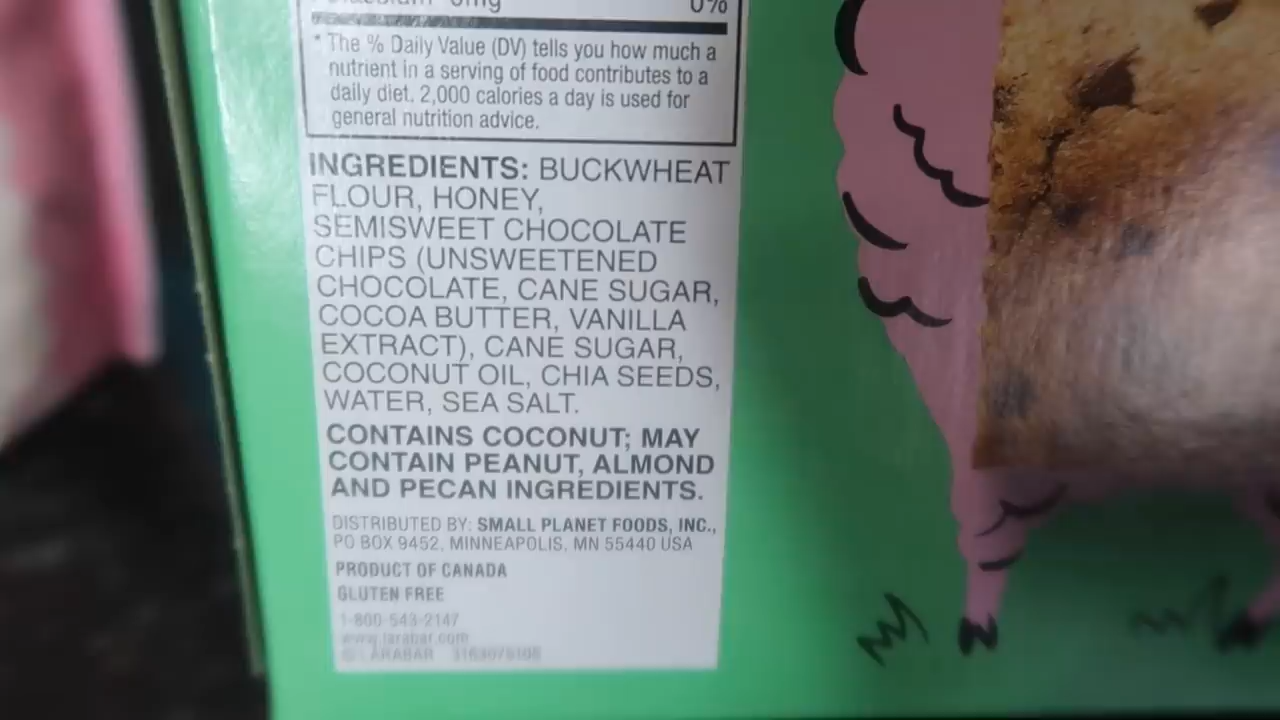 0mg 0%
* The % Daily Value (DV) tells you how much a
nutrient in a serving of food contributes to a
daily diet. 2,000 calories a day is used for
general nutrition advice.
INGREDIENTS: BUCKWHEAT
FLOUR, HONEY,
SEMISWEET CHOCOLATE
CHIPS (UNSWEETENED
CHOCOLATE, CANE SUGAR,
COCOA BUTTER, VANILLA
EXTRACT), CANE SUGAR,
COCONUT OIL, CHIA SEEDS,
WATER, SEA SALT.
CONTAINS COCONUT; MAY
CONTAIN PEANUT, ALMOND
AND PECAN INGREDIENTS.
DISTRIBUTED BY: SMALL PLANET FOODS, INC.,
PO BOX 9452, MINNEAPOLIS, MN 55440 USA
PRODUCT OF CANADA
GLUTEN FREE
1-800-543-2147
www.larabar.com
LARABAR